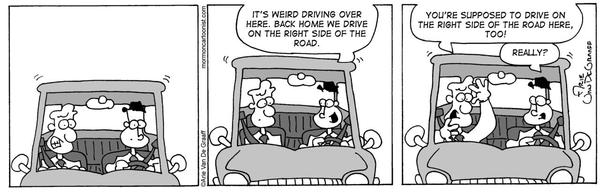 IT'S WEIRD DRIVING OVER
HERE. BACK HOME WE DRIVE
ON THE RIGHT SIDE OF THE
ROAD.
YOU'RE SUPPOSED TO DRIVE ON
THE RIGHT SIDE OF THE ROAD HERE,
TOO!
REALLY?
mormoncartoonist.com
©Arie Van De Graaff
ARIE
VAN DE GRAAFF